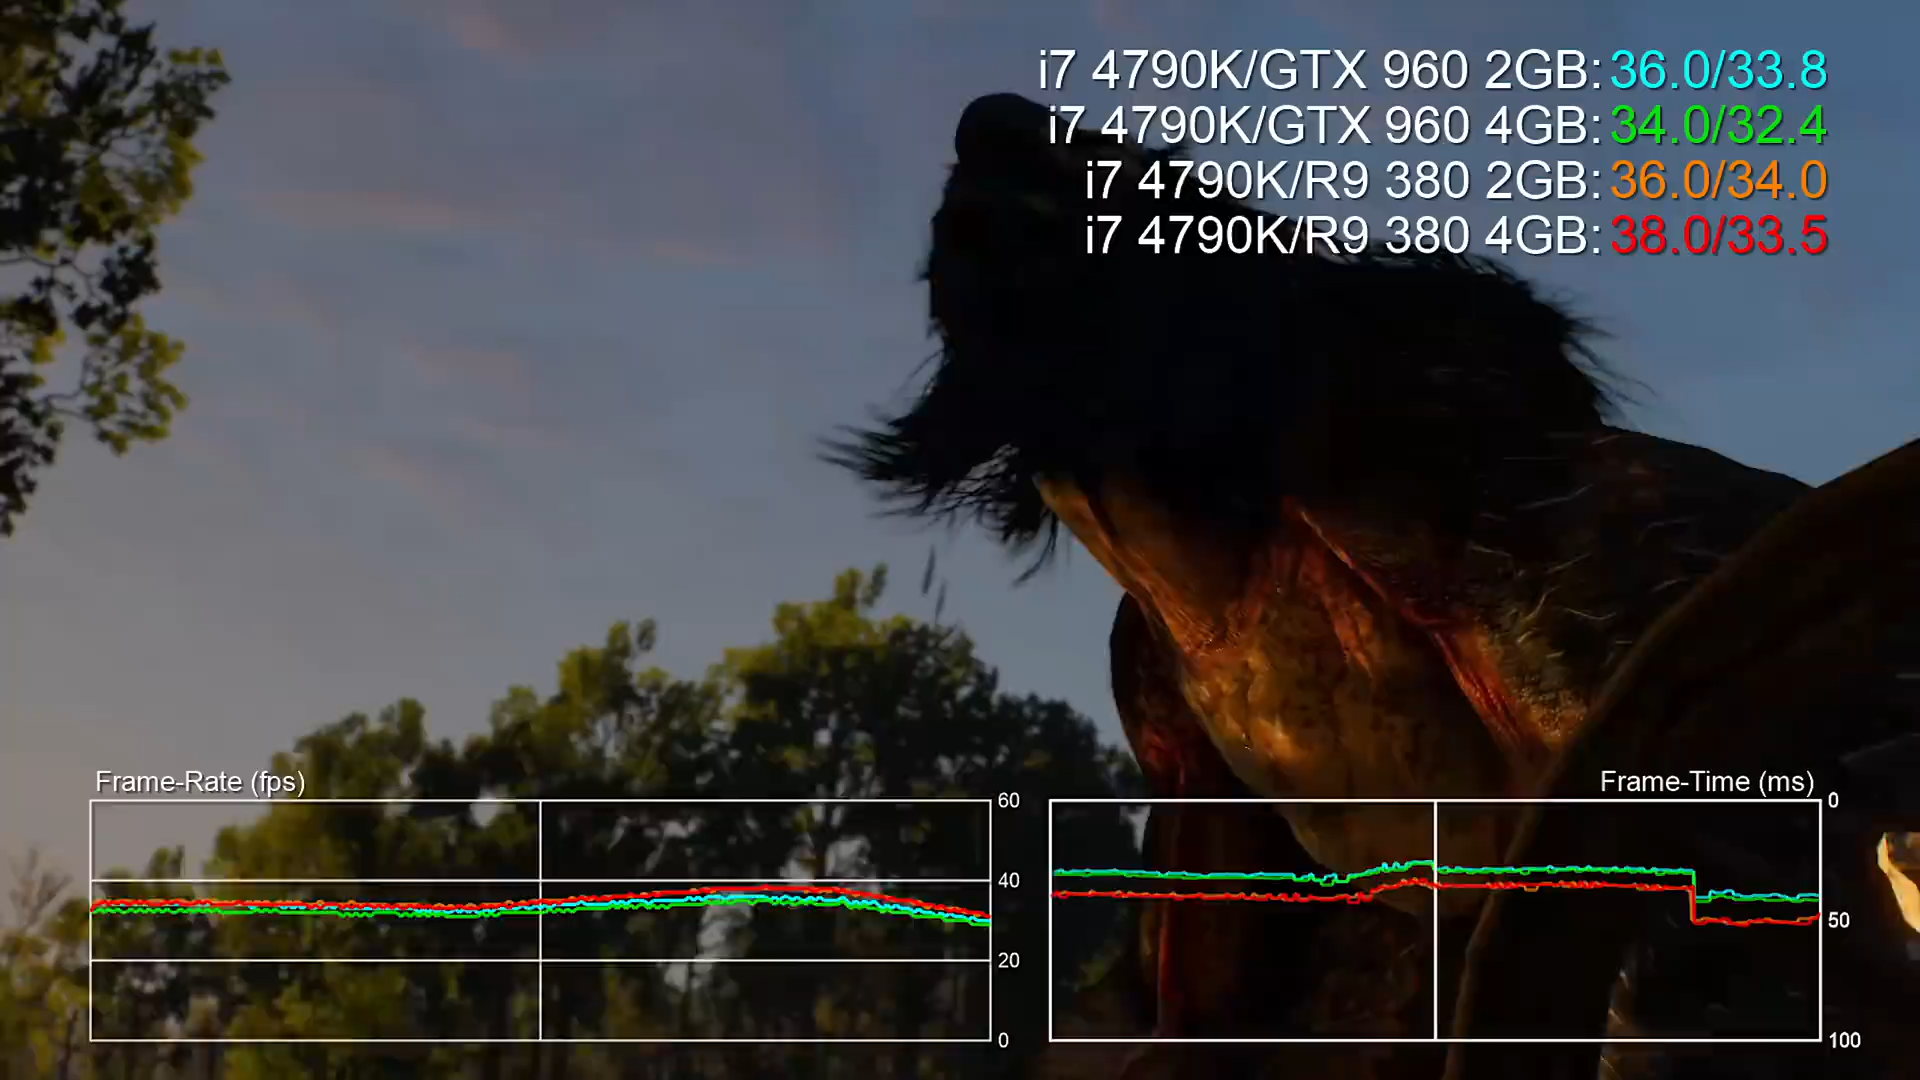 i7 4790K/GTX 960 2GB: 36.0/33.8
i7 4790K/GTX 960 4GB: 34.0/32.4
i7 4790K/R9 380 2GB: 36.0/34.0
i7 4790K/R9 380 4GB: 38.0/33.5
Frame-Rate (fps)
60
40
20
0
Frame-Time (ms)
0
50
100